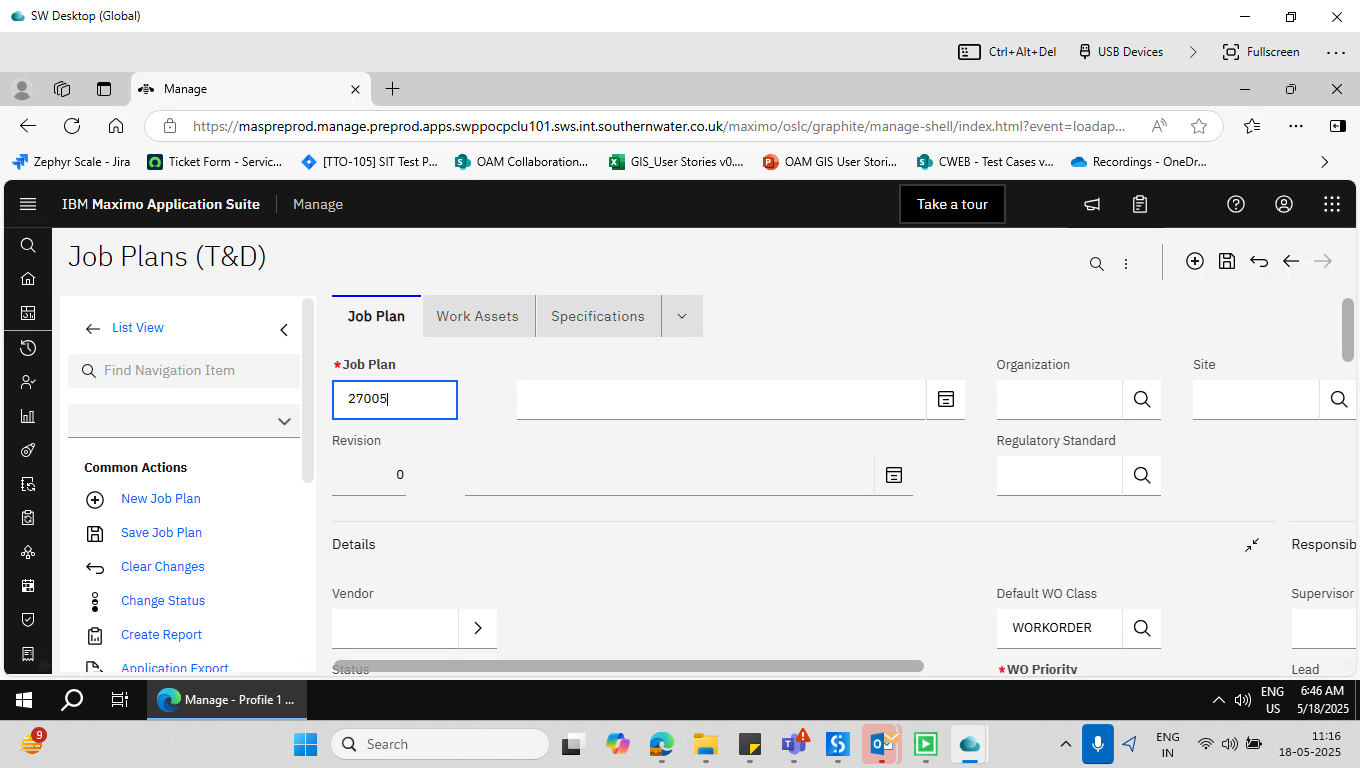 SW Desktop (Global)
Ctrl+Alt+Del
USB Devices
Fullscreen
Manage
https://maspreprod.manage.preprod.apps.swppocpclu101.sws.int.southernwater.co.uk/maximo/oslc/graphite/manage-shell/index.html?event=loadap...
Zephyr Scale - Jira
Ticket Form - Servic...
[TTO-105] SIT Test P...
OAM Collaboration...
GIS_User Stories v0....
OAM GIS User Stori...
CWEB - Test Cases v...
Recordings - OneDr...
IBM Maximo Application Suite
Manage
Take a tour
Job Plans (T&D)
List View
Find Navigation Item
Common Actions
New Job Plan
Save Job Plan
Clear Changes
Change Status
Create Report
Application Export
Job Plan
Work Assets
Specifications
*Job Plan
Organization
Site
27005
Revision
Regulatory Standard
0
Details
Responsib
Vendor
Default WO Class
Supervisor
WORKORDER
Status
*WO Priority
Lead
Manage - Profile 1 ...
ENG
US
6:46 AM
5/18/2025
9
Search
ENG
IN
11:16
18-05-2025